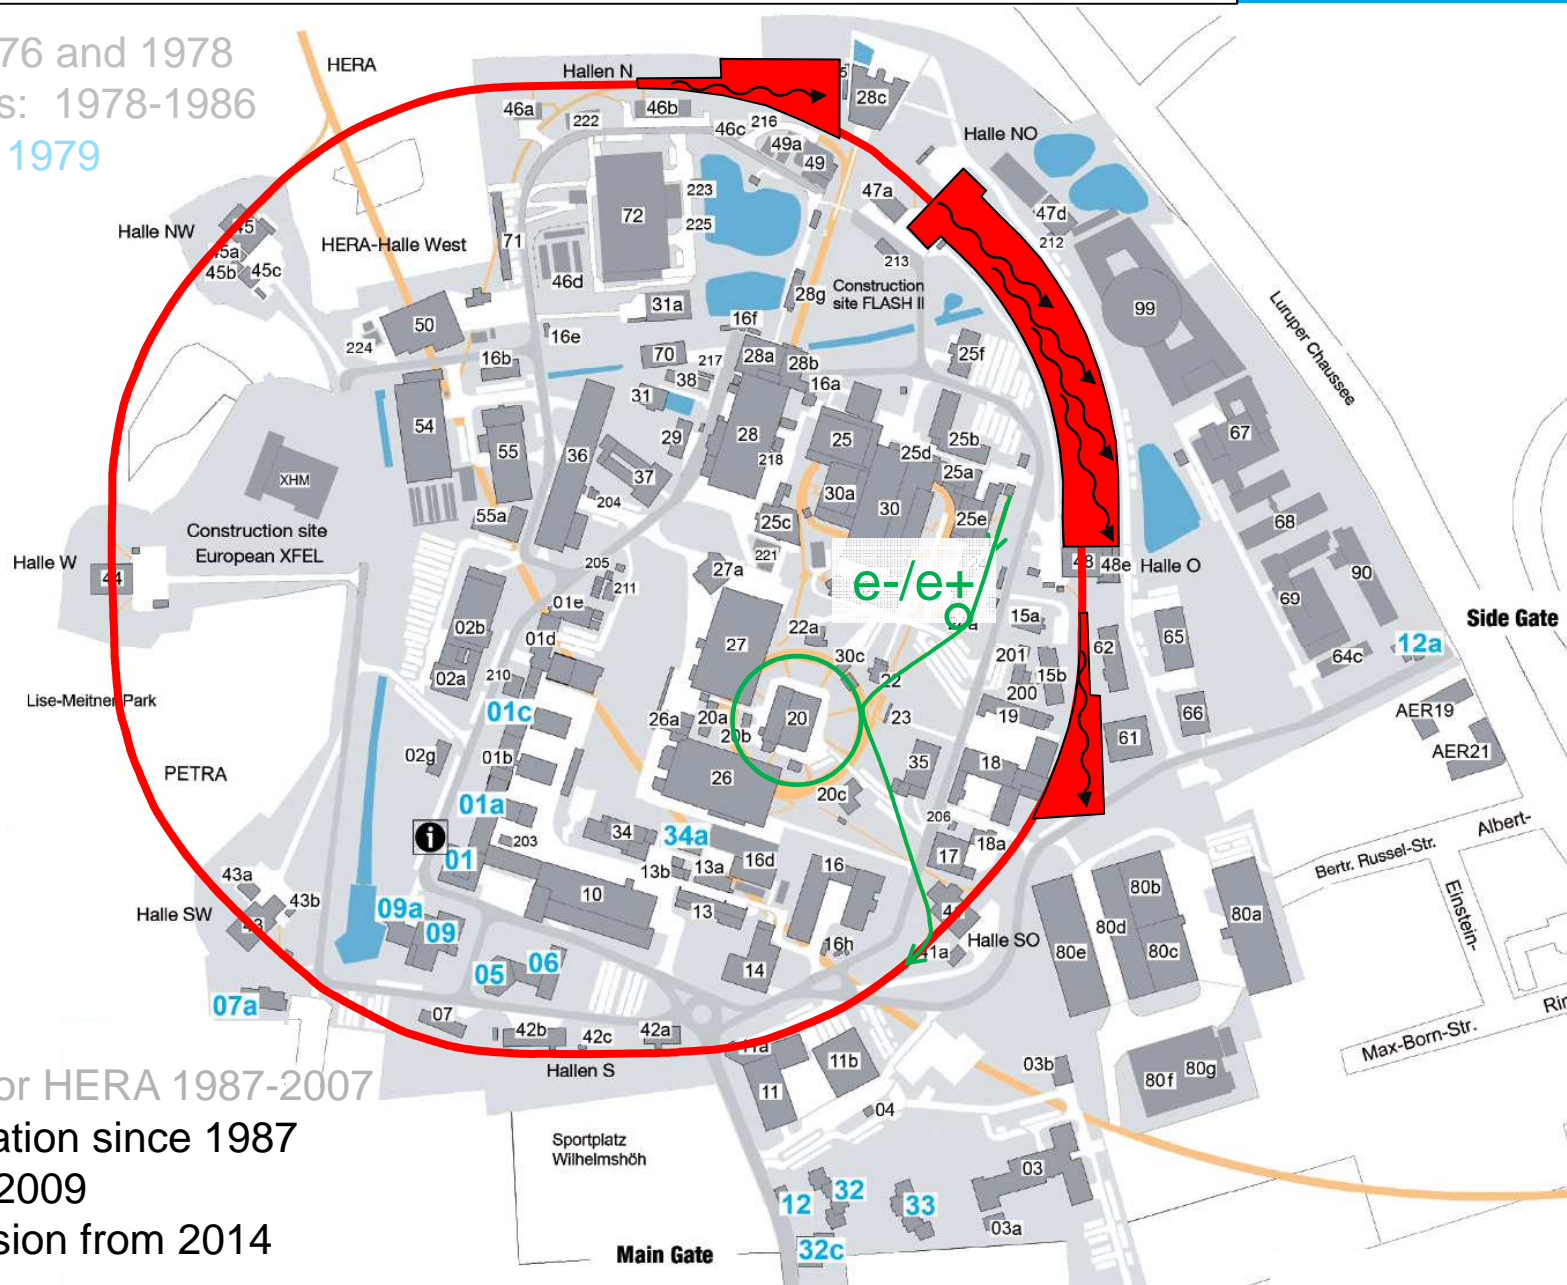 76 and 1978
s: 1978-1986
1979
HERA
Hallen N
28c
46a
222
46b
46c
216
49a
49
Halle NO
47a
47d
212
223
225
72
Halle NW
45
45a
45b
45c
HERA-Halle West
71
46d
213
Construction
site FLASH II
28g
99
Luruper Chaussee
50
224
31a
16e
16f
16b
70
217
28a
28b
25f
38
16a
31
54
55
36
29
28
218
25
25d
25b
25a
67
37
XHM
204
30a
30
25e
55a
25c
68
Construction site
European XFEL
221
205
211
27a
Halle W
44
e-/e+
48
48e
Halle O
90
69
01e
02b
01d
27
22a
15a
62
65
Side Gate
12a
64c
30c
22
201
15b
200
02a
210
01c
26a
20a
20b
20
23
19
66
61
AER19
AER21
Lise-Meitner Park
02g
01b
26
35
18
PETRA
01a
20c
206
34
34a
203
01
18a
17
16d
16
13b
13a
Albert-
Bertr. Russel-Str.
43a
43b
43
Halle SW
10
13
80b
80a
80d
80e
80c
Einstein-
09a
09
16h
41a
Halle SO
05
06
14
07a
07
42b
42c
42a
Hallen S
11a
11b
11
03b
80f
80g
Max-Born-Str.
or HERA 1987-2007
ation since 1987
2009
sion from 2014
04
Sportplatz
Wilhelmshöh
03
03a
12
32
33
32c
Main Gate